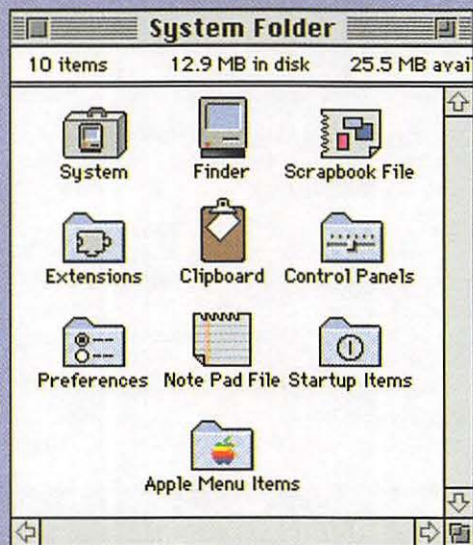 System Folder
10 items 12.9 MB in disk 25.5 MB avai
System Finder Scrapbook File
Extensions Clipboard Control Panels
Preferences Note Pad File Startup Items
Apple Menu Items